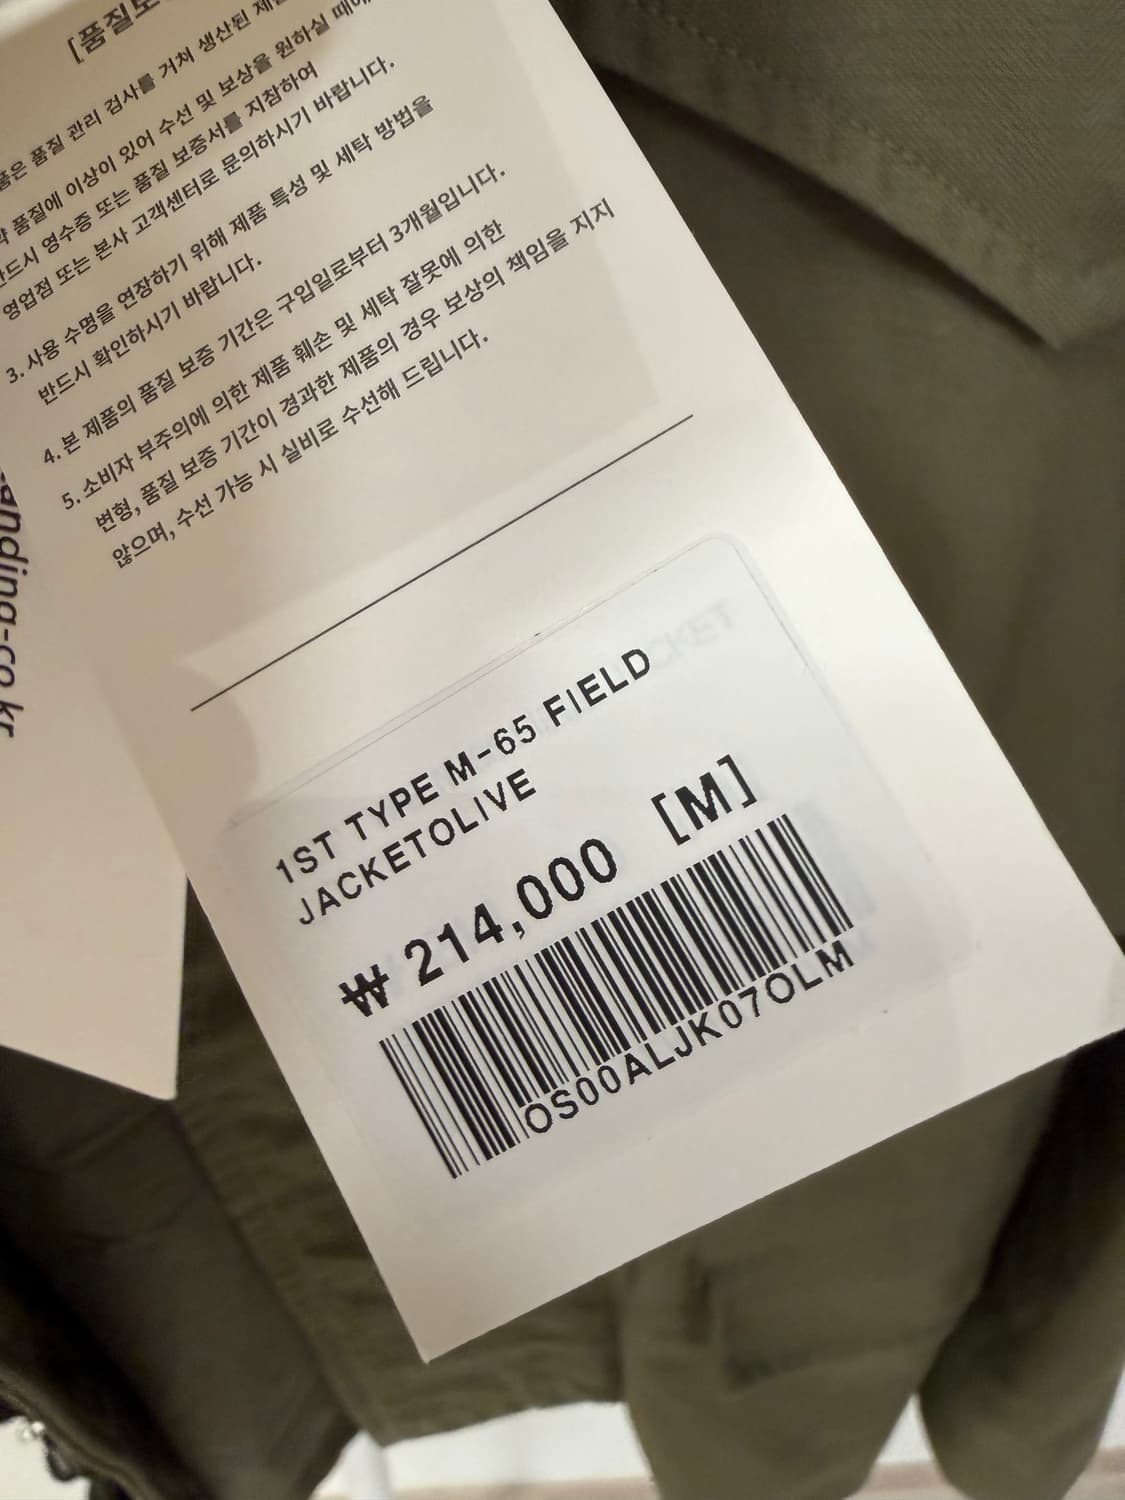 [품질보
품은 품질 관리 검사를 거쳐 생산된 제품
품질에 이상이 있어 수선 및 보상을 원하실 때에
반드시 영수증 또는 품질 보증서를 지참하여
영업점 또는 본사 고객센터로 문의하시기 바랍니다.
3. 사용 수명을 연장하기 위해 제품 특성 및 세탁 방법을
반드시 확인하시기 바랍니다.
4. 본 제품의 품질 보증 기간은 구입일로부터 3개월입니다.
5. 소비자 부주의에 의한 제품 훼손 및 세탁 잘못에 의한
변형, 품질 보증 기간이 경과한 제품의 경우 보상의 책임을 지지
않으며, 수선 가능 시 실비로 수선해 드립니다.
anding-co.kr
1ST TYPE M-65 FIELD
JACKETOLIVE
₩ 214,000 [M]
OS00ALJK07OLM